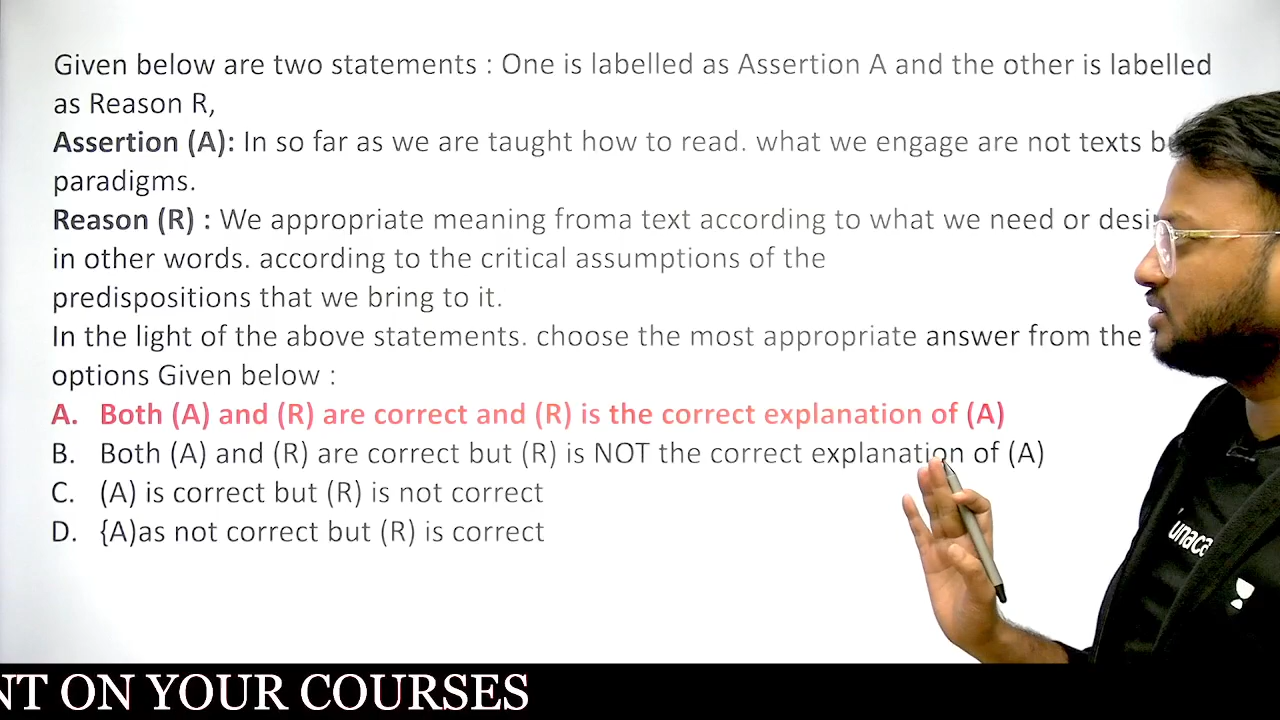 Given below are two statements : One is labelled as Assertion A and the other is labelled
as Reason R,
Assertion (A): In so far as we are taught how to read. what we engage are not texts b
paradigms.
Reason (R) : We appropriate meaning froma text according to what we need or desi
in other words. according to the critical assumptions of the
predispositions that we bring to it.
In the light of the above statements. choose the most appropriate answer from the
options Given below :
A. Both (A) and (R) are correct and (R) is the correct explanation of (A)
B. Both (A) and (R) are correct but (R) is NOT the correct explanation of (A)
C. (A) is correct but (R) is not correct
D. {A)as not correct but (R) is correct
unaca
NT ON YOUR COURSES